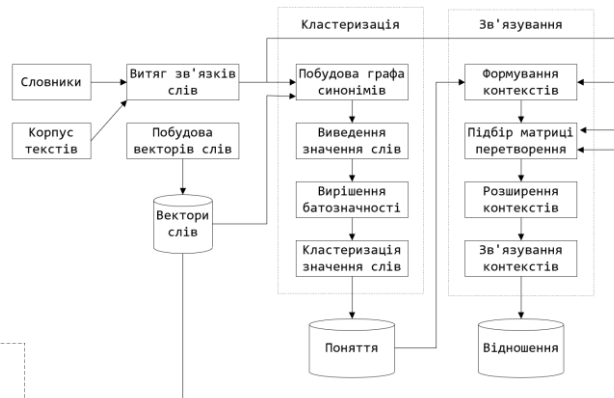 Кластеризація
Зв'язування
Словники
Витяг зв'язків
слів
Побудова графа
синонімів
Формування
контекстів
Корпус
текстів
Побудова
векторів слів
Виведення
значення слів
Підбір матриці
перетворення
Вектори
слів
Вирішення
батозначності
Розширення
контекстів
Кластеризація
значення слів
Зв'язування
контекстів
Поняття
Відношення